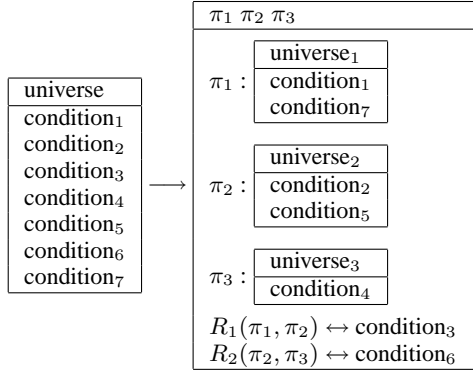 universe
condition₁
condition₂
condition₃
condition₄
condition₅
condition₆
condition₇
⟶
π₁ π₂ π₃
π₁ :
universe₁
condition₁
condition₇
π₂ :
universe₂
condition₂
condition₅
π₃ :
universe₃
condition₄
R₁(π₁, π₂) ↔ condition₃
R₂(π₂, π₃) ↔ condition₆